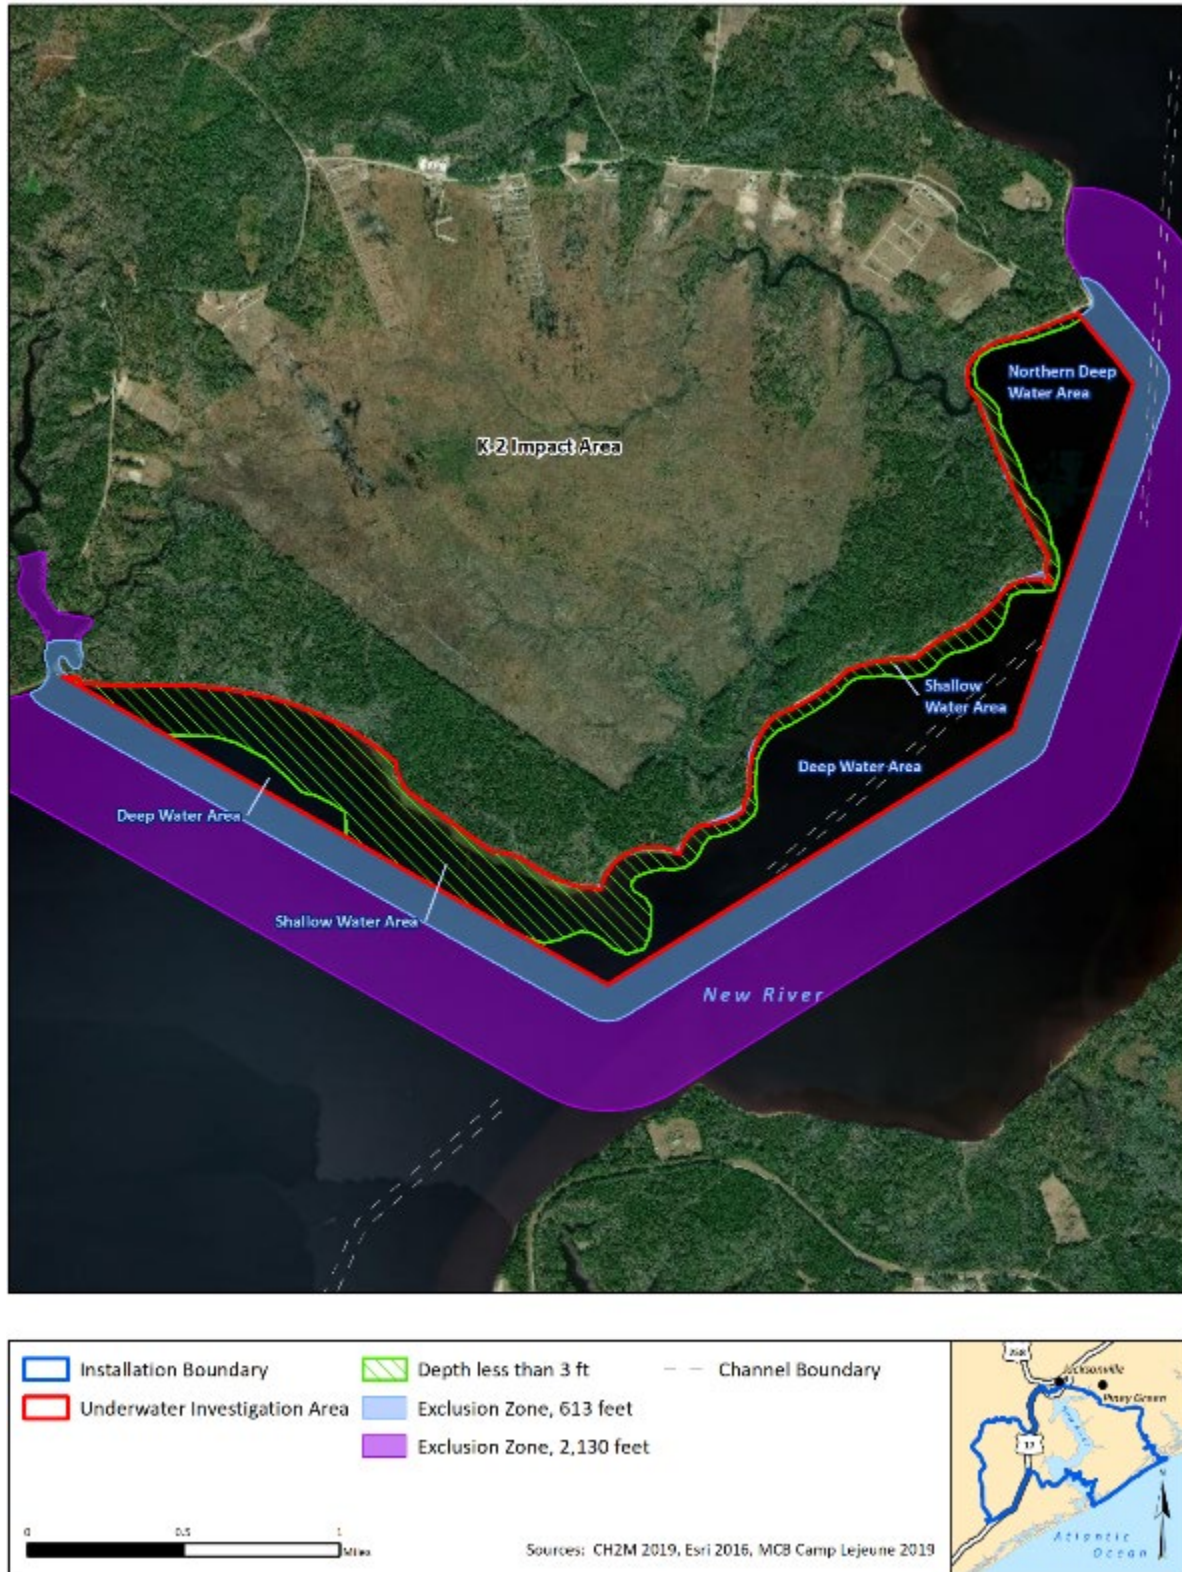 Northern Deep
Water Area
K-2 Impact Area
Shallow
Water Area
Deep Water Area
Deep Water Area
Shallow Water Area
New River
Installation Boundary
Underwater Investigation Area
Depth less than 3 ft
Exclusion Zone, 613 feet
Exclusion Zone, 2,130 feet
Channel Boundary
0
0.5
1
Miles
Sources: CH2M 2019, Esri 2016, MCB Camp Lejeune 2019
258
Jacksonville
Piney Green
17
N
Atlantic
Ocean